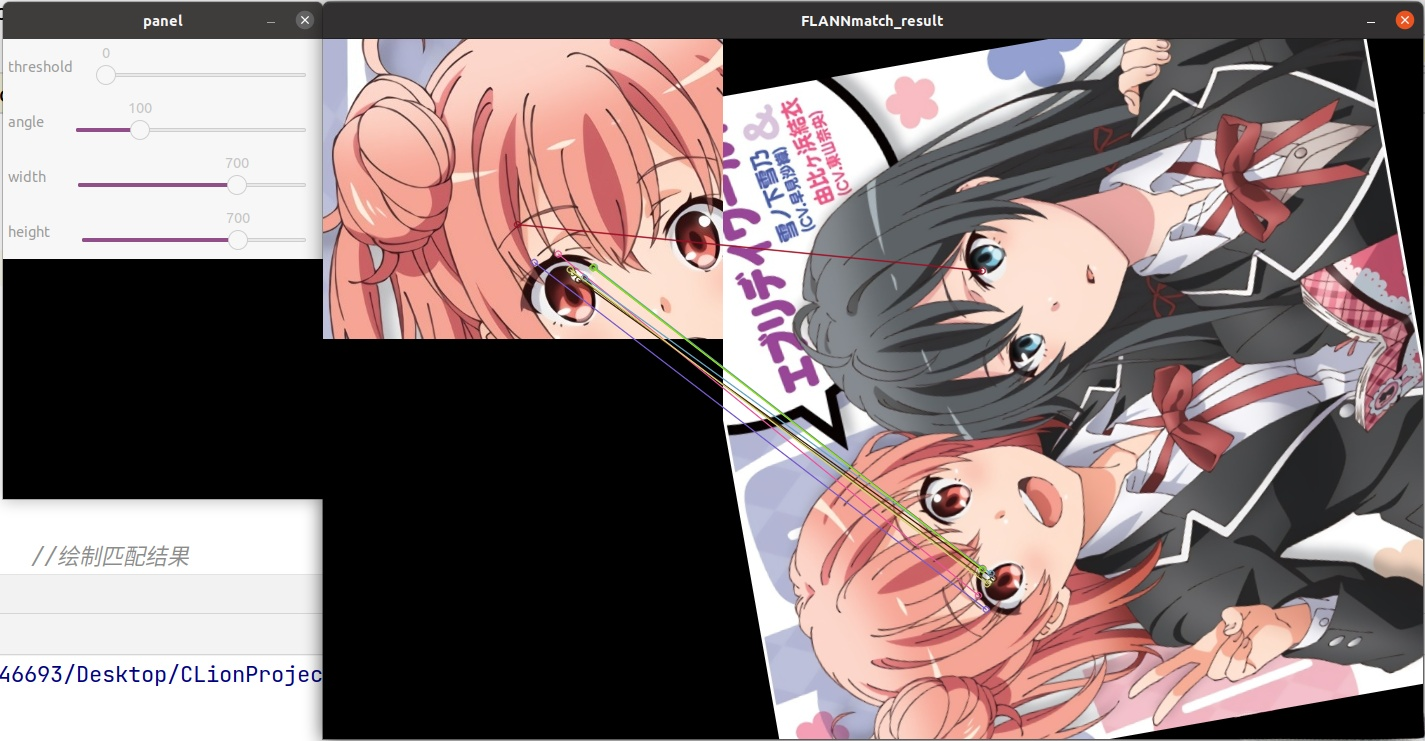 panel
FLANNmatch_result
threshold
0
angle
100
width
700
height
700
//绘制匹配结果
46693/Desktop/CLionProjec
エブリデイワー
雪ノ下雪乃
(CV.早見沙織)
&
由比ヶ浜結衣
(CV.東山奈央)